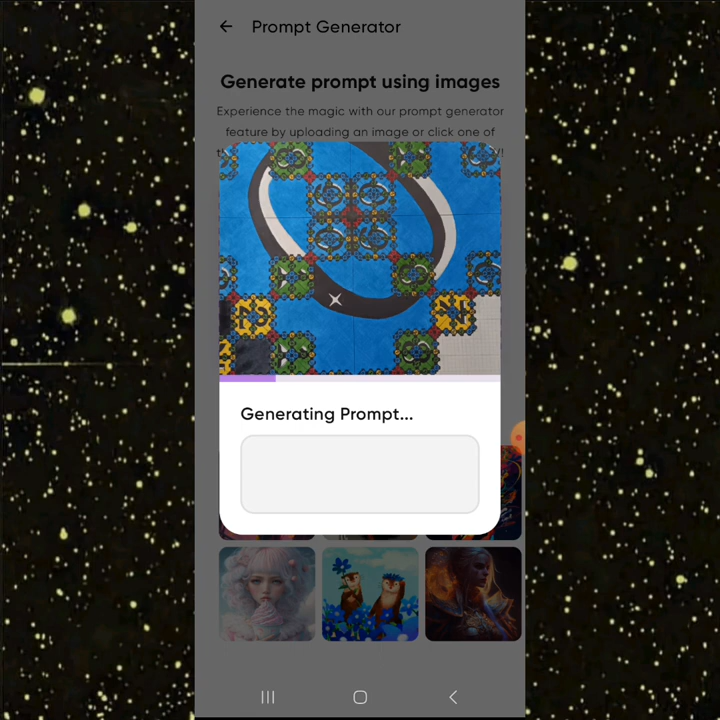 Prompt Generator
Generate prompt using images
Experience the magic with our prompt generator
feature by uploading an image or click one of
Generating Prompt...